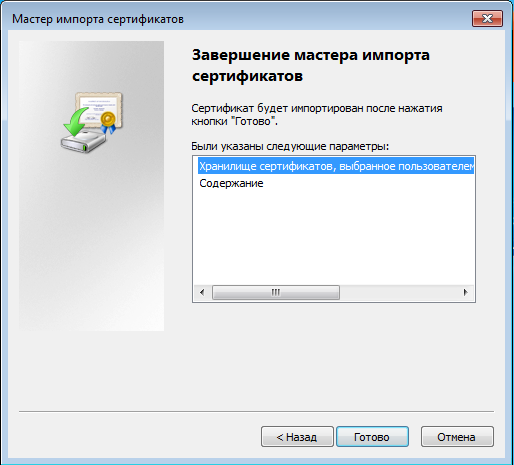 Мастер импорта сертификатов
Завершение мастера импорта
сертификатов
Сертификат будет импортирован после нажатия
кнопки "Готово".
Были указаны следующие параметры:
Хранилище сертификатов, выбранное пользователем
Содержание
< Назад
Готово
Отмена